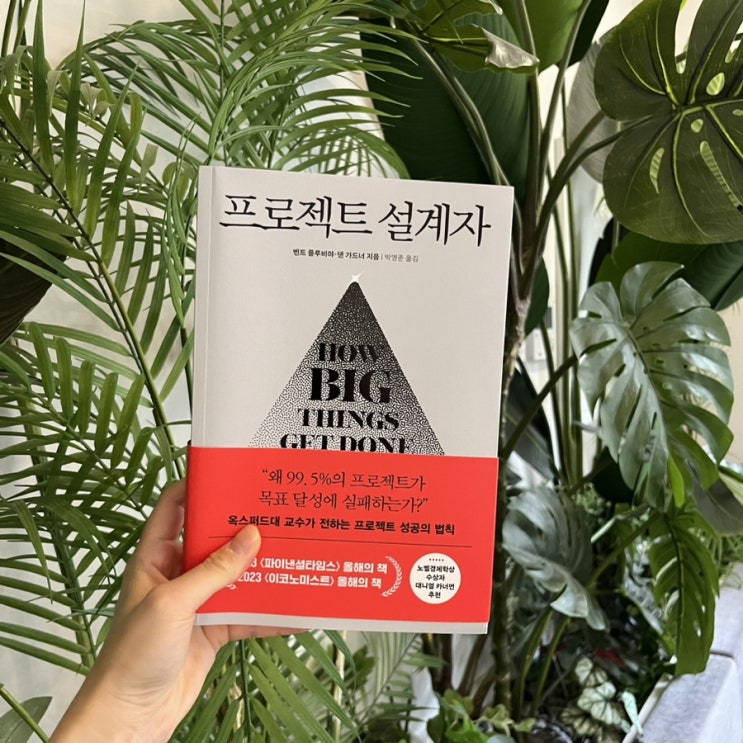 프로젝트 설계자
벤트 플루비야·댄 가드너 지음 | 박영준 옮김
HOW
BIG
THINGS
GET DONE
“왜 99.5%의 프로젝트가
목표 달성에 실패하는가?”
옥스퍼드대 교수가 전하는 프로젝트 성공의 법칙
3 〈파이낸셜타임스〉 올해의 책
2023 〈이코노미스트〉 올해의 책
노벨경제학상
수상자
대니얼 카너먼
추천